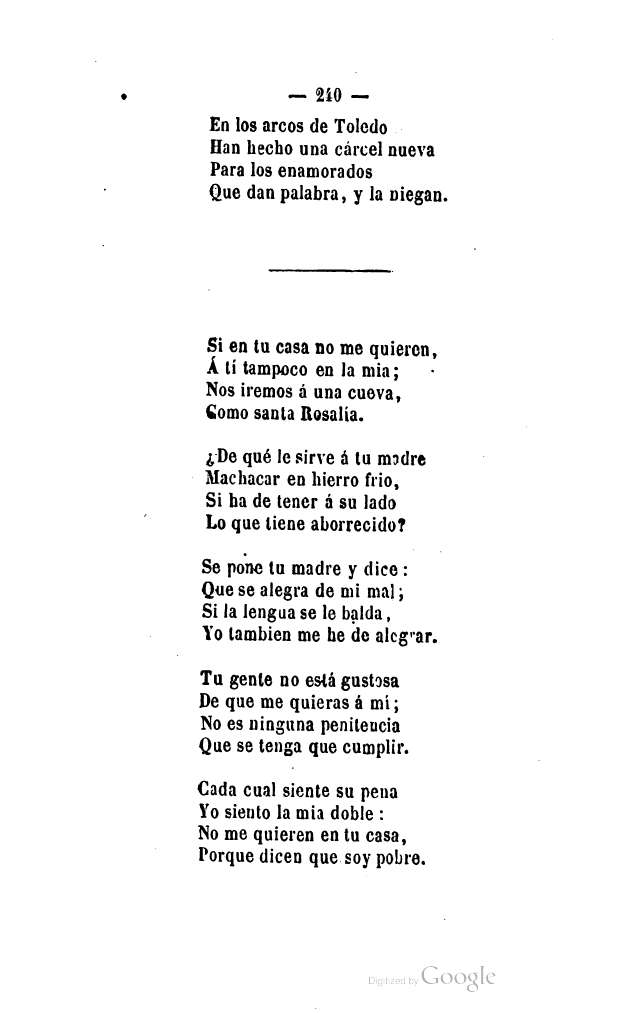 — 240 —
En los arcos de Toledo
Han hecho una cárcel nueva
Para los enamorados
Que dan palabra, y la niegan.
Si en tu casa no me quieren,
Á tí tampoco en la mia;
Nos iremos á una cueva,
Como santa Rosalía.
¿De qué le sirve á tu madre
Machacar en hierro frio,
Si ha de tener á su lado
Lo que tiene aborrecido?
Se pone tu madre y dice:
Que se alegra de mi mal;
Si la lengua se le balda,
Yo tambien me he de alegrar.
Tu gente no está gustosa
De que me quieras á mí;
No es ninguna penitencia
Que se tenga que cumplir.
Cada cual siente su pena
Yo siento la mia doble:
No me quieren en tu casa,
Porque dicen que soy pobre.
Digitized by Google